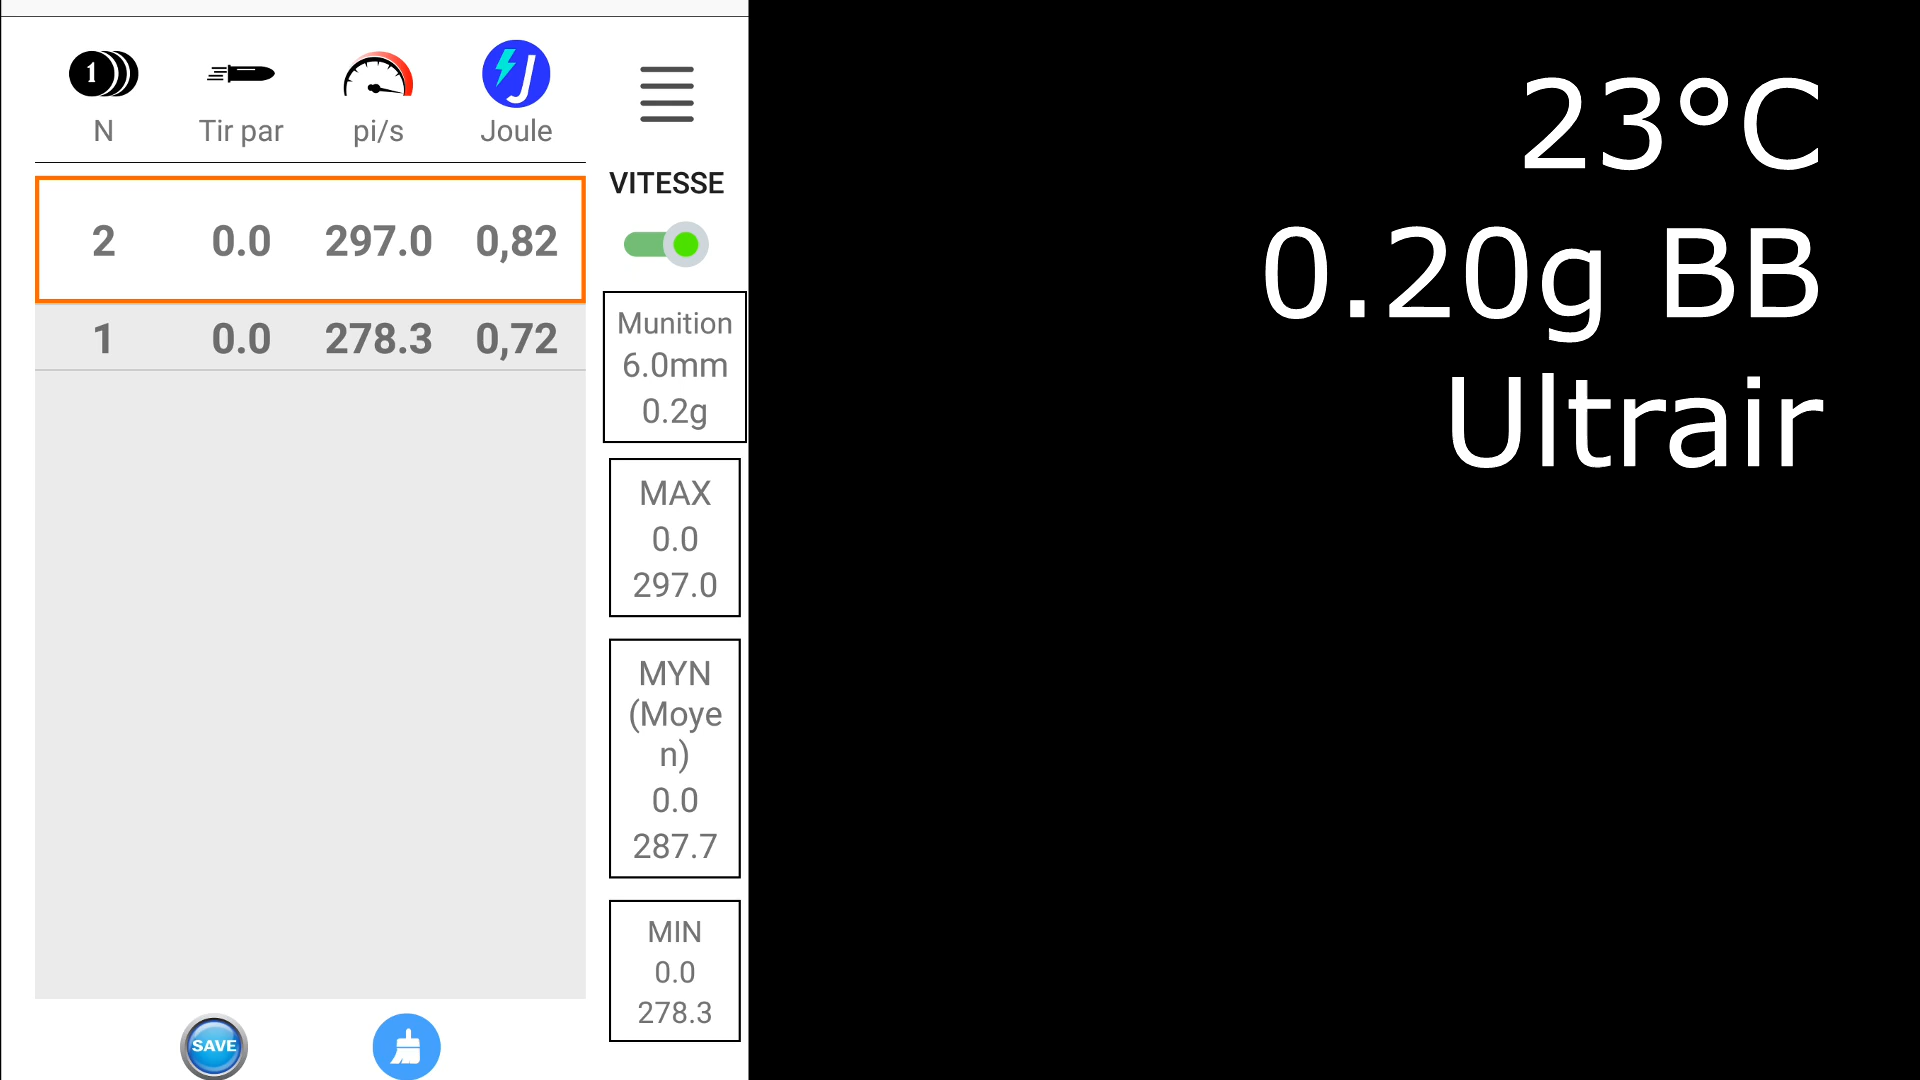 1
J
N
Tir par
pi/s
Joule
2
0.0
297.0
0,82
1
0.0
278.3
0,72
VITESSE
Munition
6.0mm
0.2g
MAX
0.0
297.0
MYN
(Moye
n)
0.0
287.7
MIN
0.0
278.3
SAVE
23°C
0.20g BB
Ultrair